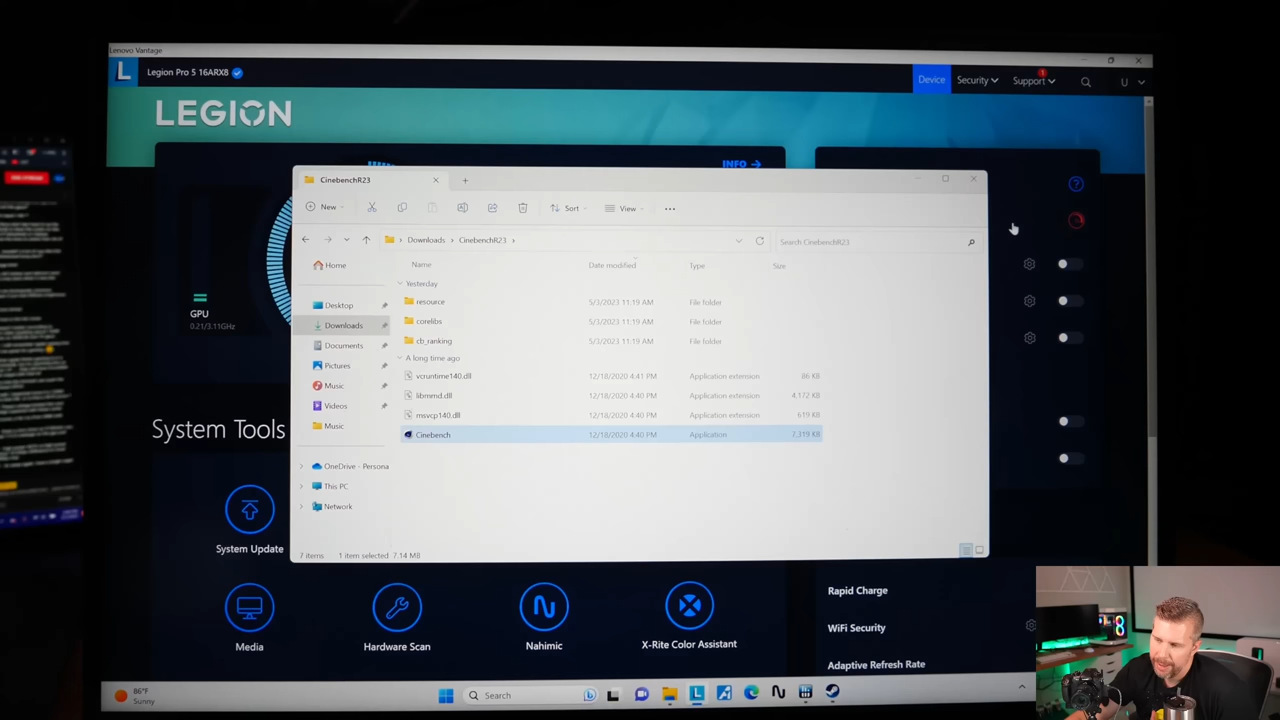 Lenovo Vantage
L Legion Pro 5 16ARX8
Device Security Support 1 U
LEGION
INFO →
CinebenchR23
New Sort View
Downloads > CinebenchR23 >
Search CinebenchR23
Name Date modified Type Size
Home
Desktop
Downloads
Documents
Pictures
Music
Videos
Music
OneDrive - Persona
This PC
Network
Yesterday
resource 5/3/2023 11:19 AM File folder
corelibs 5/3/2023 11:19 AM File folder
cb_ranking 5/3/2023 11:19 AM File folder
A long time ago
vcruntime140.dll 12/18/2020 4:41 PM Application extension 86 KB
libmmd.dll 12/18/2020 4:40 PM Application extension 4,172 KB
msvcp140.dll 12/18/2020 4:40 PM Application extension 619 KB
Cinebench 12/18/2020 4:40 PM Application 7,319 KB
7 items 1 item selected 7.14 MB
GPU
0.21/3.11GHz
System Tools
System Update
Media
Hardware Scan
Nahimic
X-Rite Color Assistant
Rapid Charge
WiFi Security
Adaptive Refresh Rate
86°F
Sunny
Search